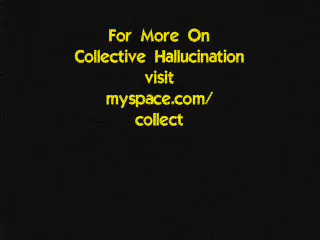 For More On
Collective Hallucination
visit
myspace.com/
collect